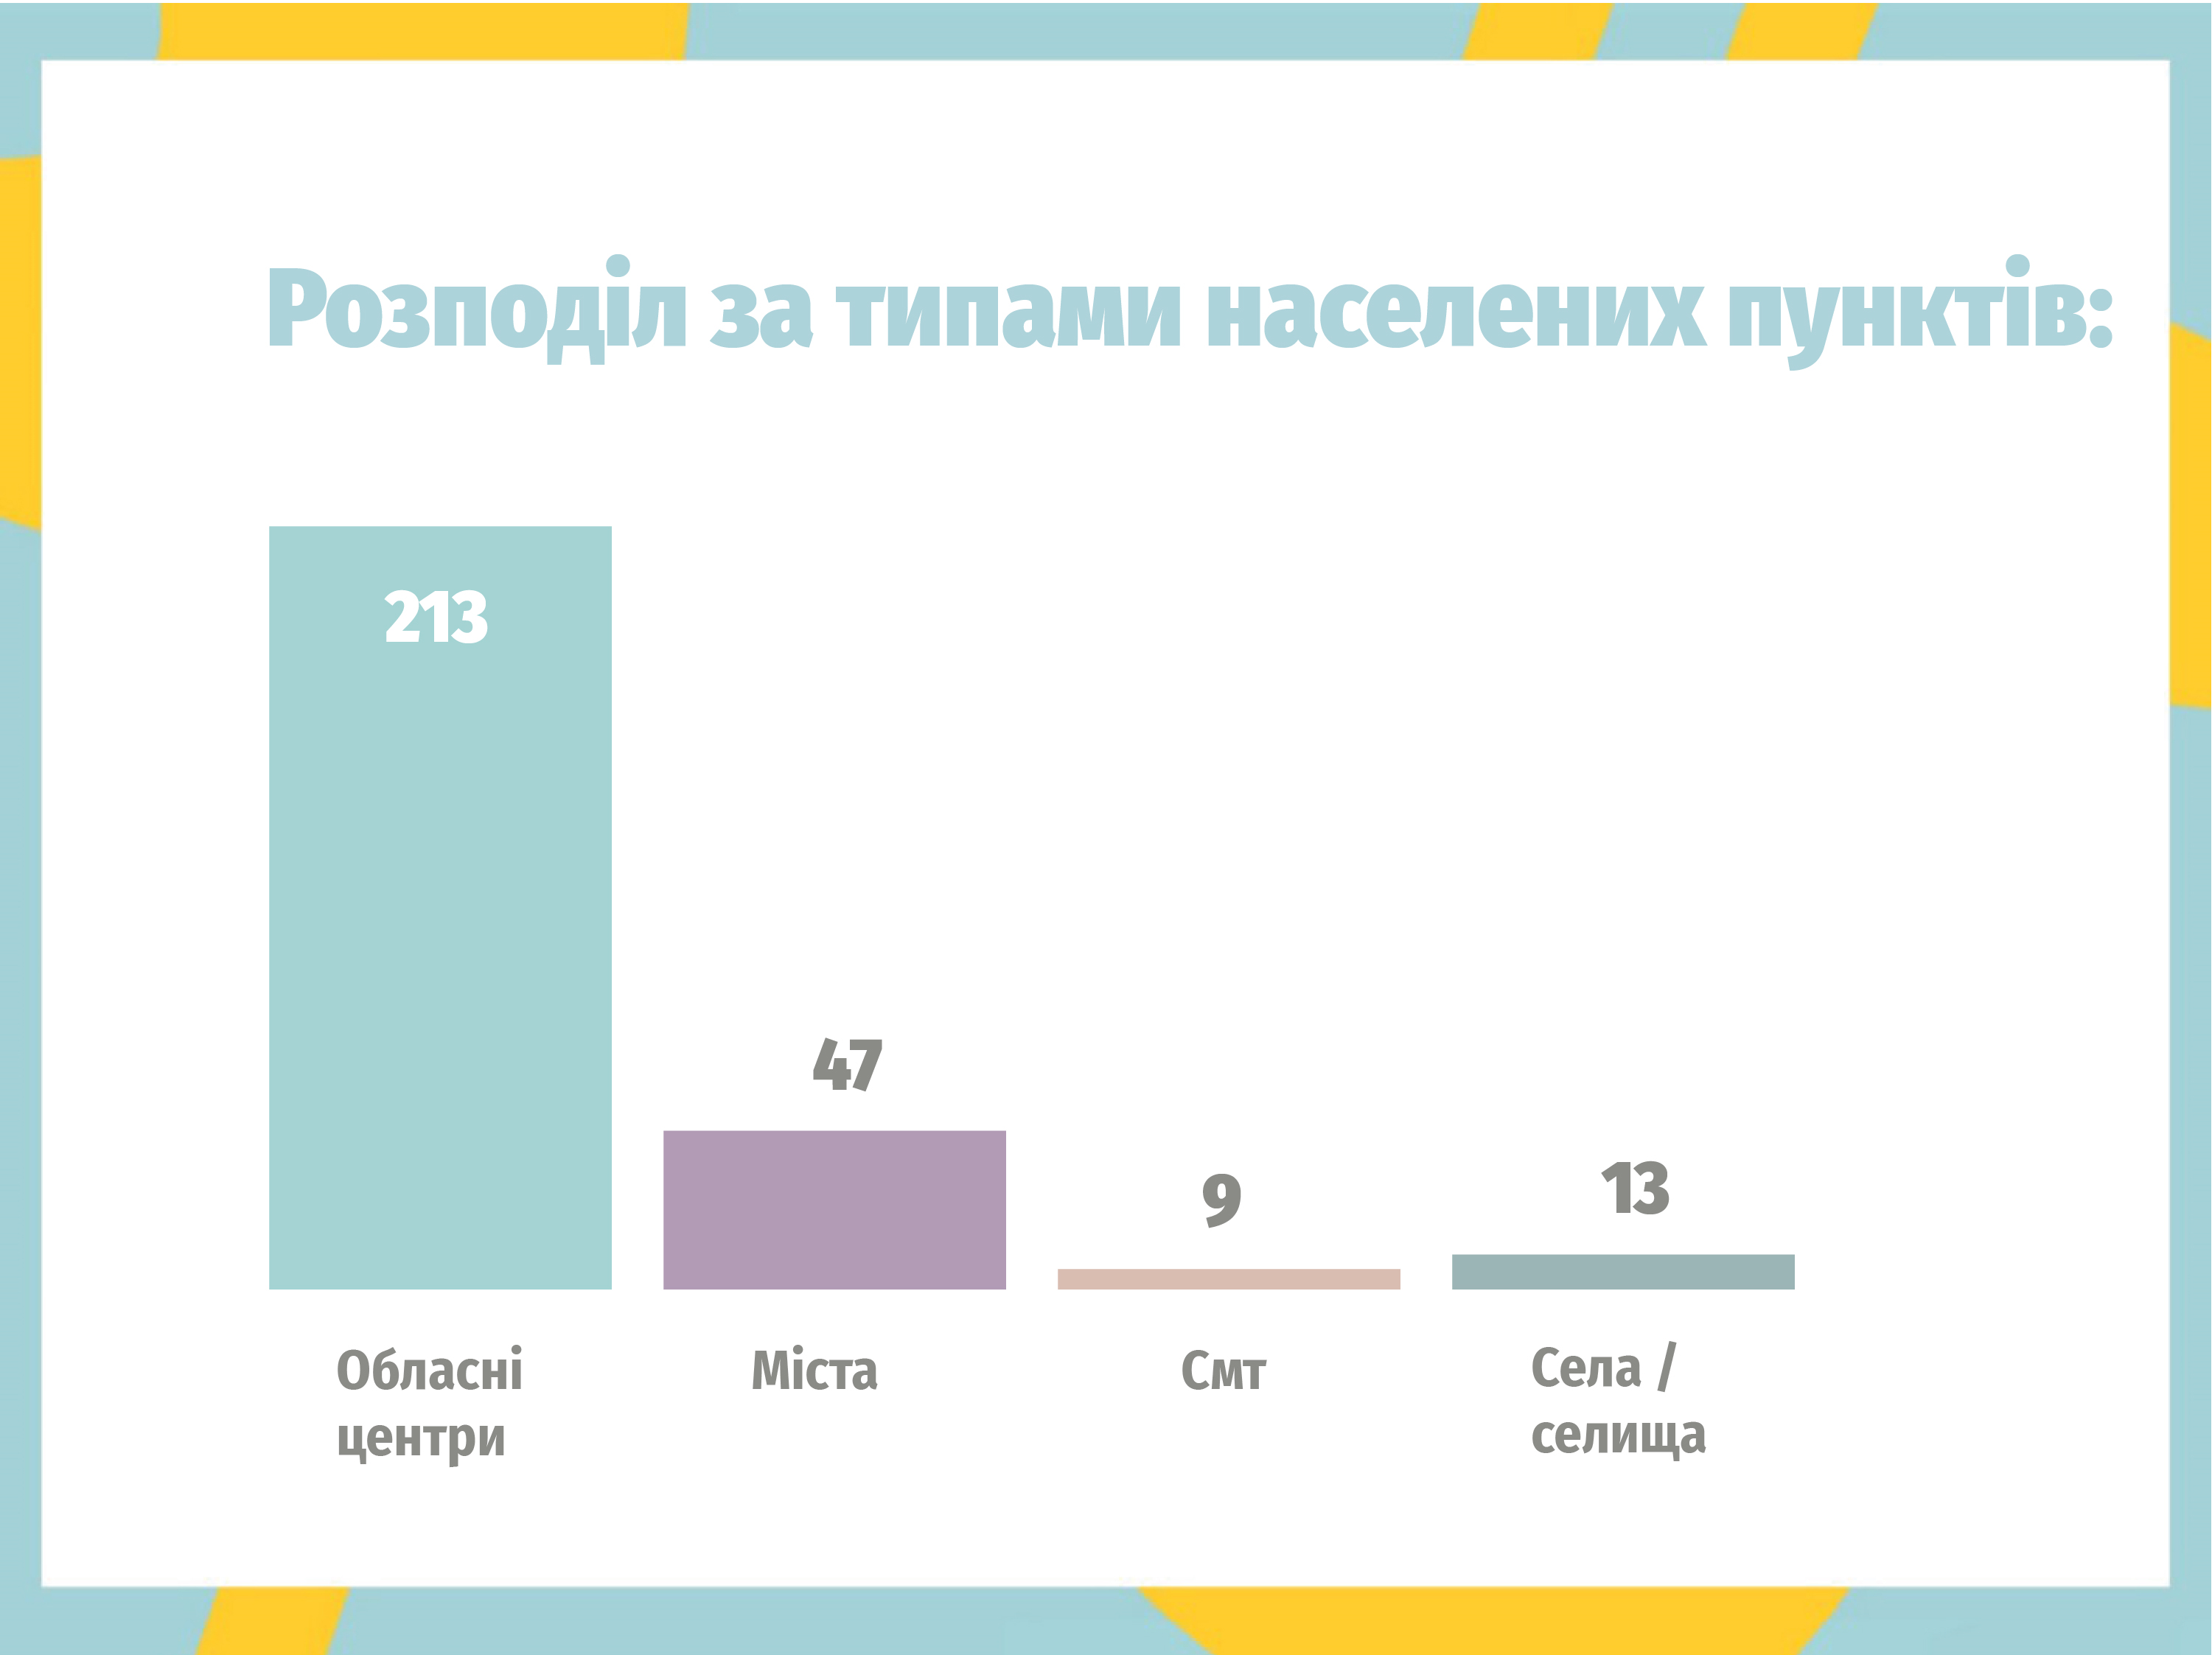 Розподіл за типами населених пунктів:
213
47
9
13
Обласні
центри
Міста
Смт
Села /
селища